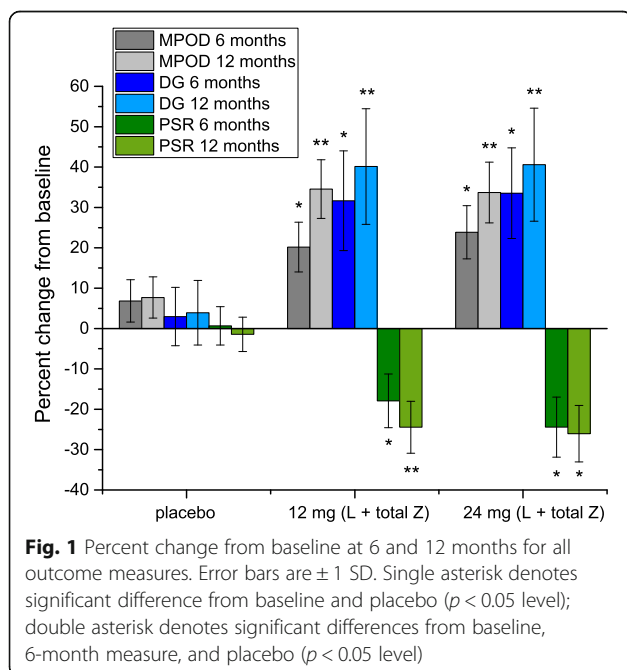 MPOD 6 months
MPOD 12 months
DG 6 months
DG 12 months
PSR 6 months
PSR 12 months
Percent change from baseline
60
50
40
30
20
10
0
-10
-20
-30
-40
* ** * ** * **
* ** * ** * *
placebo 12 mg (L + total Z) 24 mg (L + total Z)
Fig. 1 Percent change from baseline at 6 and 12 months for all
outcome measures. Error bars are ± 1 SD. Single asterisk denotes
significant difference from baseline and placebo (p < 0.05 level);
double asterisk denotes significant differences from baseline,
6-month measure, and placebo (p < 0.05 level)